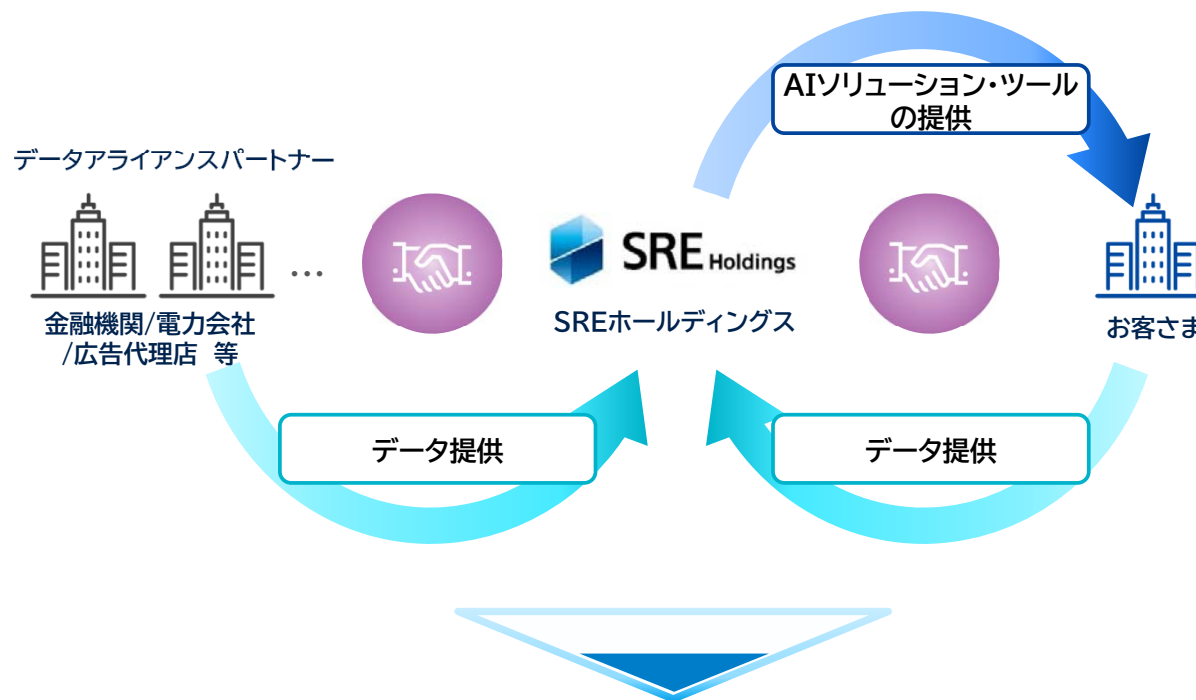 AIソリューション・ツール
の提供
データアライアンスパートナー
…
SRE Holdings
金融機関/電力会社
/広告代理店 等
SREホールディングス
お客さま
データ提供
データ提供